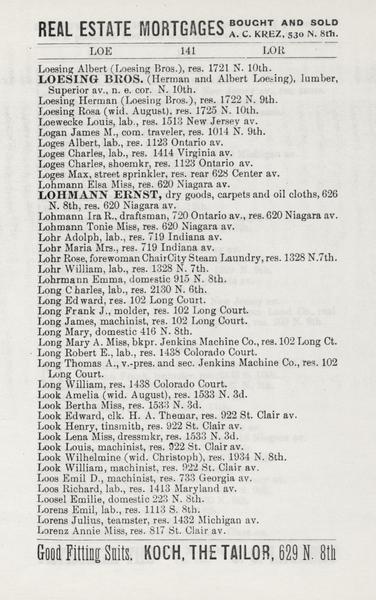 REAL ESTATE MORTGAGES BOUGHT AND SOLD
A. C. KREZ, 530 N. 8th.
LOE 141 LOR
Loesing Albert (Loesing Bros.), res. 1721 N. 10th.
LOESING BROS. (Herman and Albert Loesing), lumber,
Superior av., n. e. cor. N. 10th.
Loesing Herman (Loesing Bros.), res. 1722 N. 9th.
Loesing Rosa (wid. August), res. 1725 N. 10th.
Loewecke Louis, lab., res. 1513 New Jersey av.
Logan James M., com. traveler, res. 1014 N. 9th.
Loges Albert, lab., res. 1123 Ontario av.
Loges Charles, lab., res. 1414 Virginia av.
Loges Charles, shoemkr, res. 1123 Ontario av.
Loges Max, street sprinkler, res. rear 628 Center av.
Lohmann Elsa Miss, res. 620 Niagara av.
LOHMANN ERNST, dry goods, carpets and oil cloths, 626
N. 8th, res. 620 Niagara av.
Lohmann Ira R., draftsman, 720 Ontario av., res. 620 Niagara av.
Lohmann Tonie Miss, res. 620 Niagara av.
Lohr Adolph, lab., res. 719 Indiana av.
Lohr Maria Mrs., res. 719 Indiana av.
Lohr Rose, forewoman Chair City Steam Laundry, res. 1328 N. 7th.
Lohr William, lab., res. 1328 N. 7th.
Lohrmann Emma, domestic 915 N. 8th.
Long Charles, lab., res. 2130 N. 6th.
Long Edward, res. 102 Long Court.
Long Frank J., molder, res. 102 Long Court.
Long James, machinist, res. 102 Long Court.
Long Mary, domestic 416 N. 8th.
Long Mary A. Miss, bkpr. Jenkins Machine Co., res. 102 Long Ct.
Long Robert E., lab., res. 1438 Colorado Court.
Long Thomas A., v.-pres. and sec. Jenkins Machine Co., res. 102
Long Court.
Long William, res. 1438 Colorado Court.
Look Amelia (wid. August), res. 1533 N. 3d.
Look Bertha Miss, res. 1533 N. 3d.
Look Edward, clk. H. A. Themar, res. 922 St. Clair av.
Look Henry, tinsmith, res. 922 St. Clair av.
Look Lena Miss, dressmkr, res. 1533 N. 3d.
Look Louis, machinist, res. 922 St. Clair av.
Look Wilhelmine (wid. Christoph), res. 1934 N. 8th.
Look William, machinist, res. 922 St. Clair av.
Loos Emil D., machinist, res. 733 Georgia av.
Loos Richard, lab., res. 1413 Maryland av.
Loosel Emilie, domestic 223 N. 8th.
Lorens Emil, lab., res. 1113 S. 8th.
Lorens Julius, teamster, res. 1432 Michigan av.
Lorenz Annie Miss, res. 817 St. Clair av.
Good Fitting Suits. KOCH, THE TAILOR, 629 N. 8th